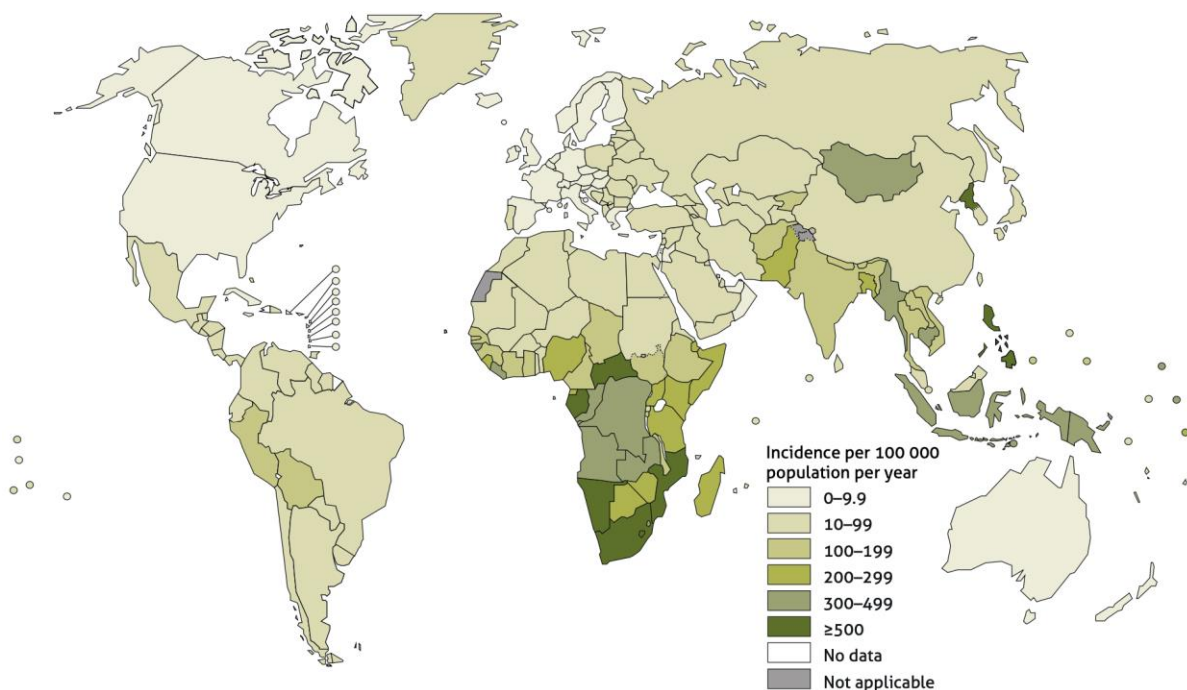 Incidence per 100 000
population per year
0–9.9
10–99
100–199
200–299
300–499
≥500
No data
Not applicable